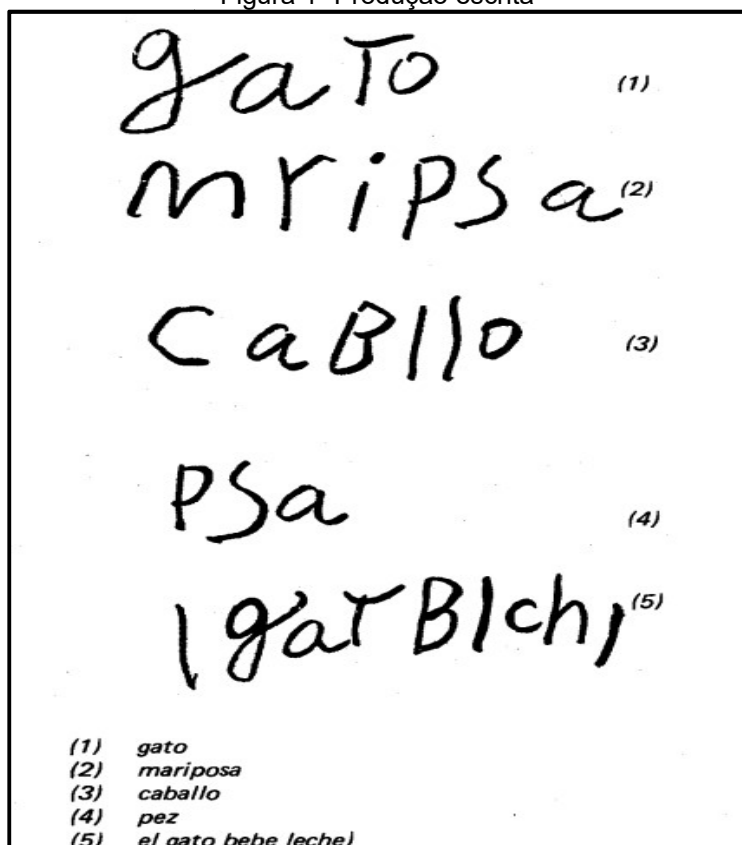 Figura 1- Produção escrita
gaTo (1)
mripsa (2)
caBllo (3)
PSa (4)
lgaTBlch, (5)
(1) gato
(2) mariposa
(3) caballo
(4) pez
(5) el gato bebe leche)